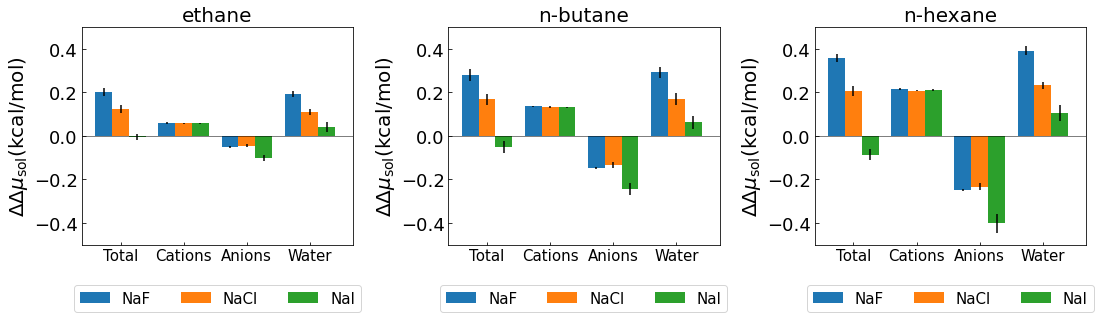 ethane
ΔΔμsol(kcal/mol)
0.4
0.2
0.0
−0.2
−0.4
Total Cations Anions Water
NaF NaCl NaI
n-butane
ΔΔμsol(kcal/mol)
0.4
0.2
0.0
−0.2
−0.4
Total Cations Anions Water
NaF NaCl NaI
n-hexane
ΔΔμsol(kcal/mol)
0.4
0.2
0.0
−0.2
−0.4
Total Cations Anions Water
NaF NaCl NaI